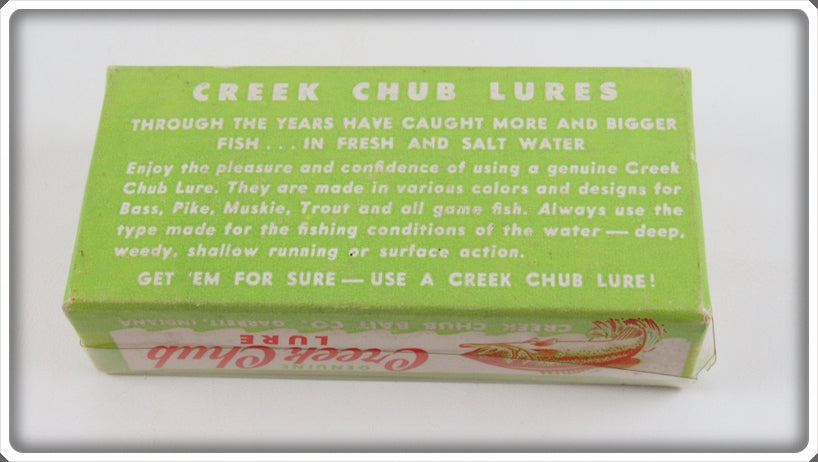 CREEK CHUB LURES
THROUGH THE YEARS HAVE CAUGHT MORE AND BIGGER
FISH . . . IN FRESH AND SALT WATER
Enjoy the pleasure and confidence of using a genuine Creek
Chub Lure. They are made in various colors and designs for
Bass, Pike, Muskie, Trout and all game fish. Always use the
type made for the fishing conditions of the water — deep,
weedy, shallow running or surface action.
GET 'EM FOR SURE — USE A CREEK CHUB LURE!
GENUINE
Creek Chub
LURE
CREEK CHUB BAIT CO., GARRETT, INDIANA